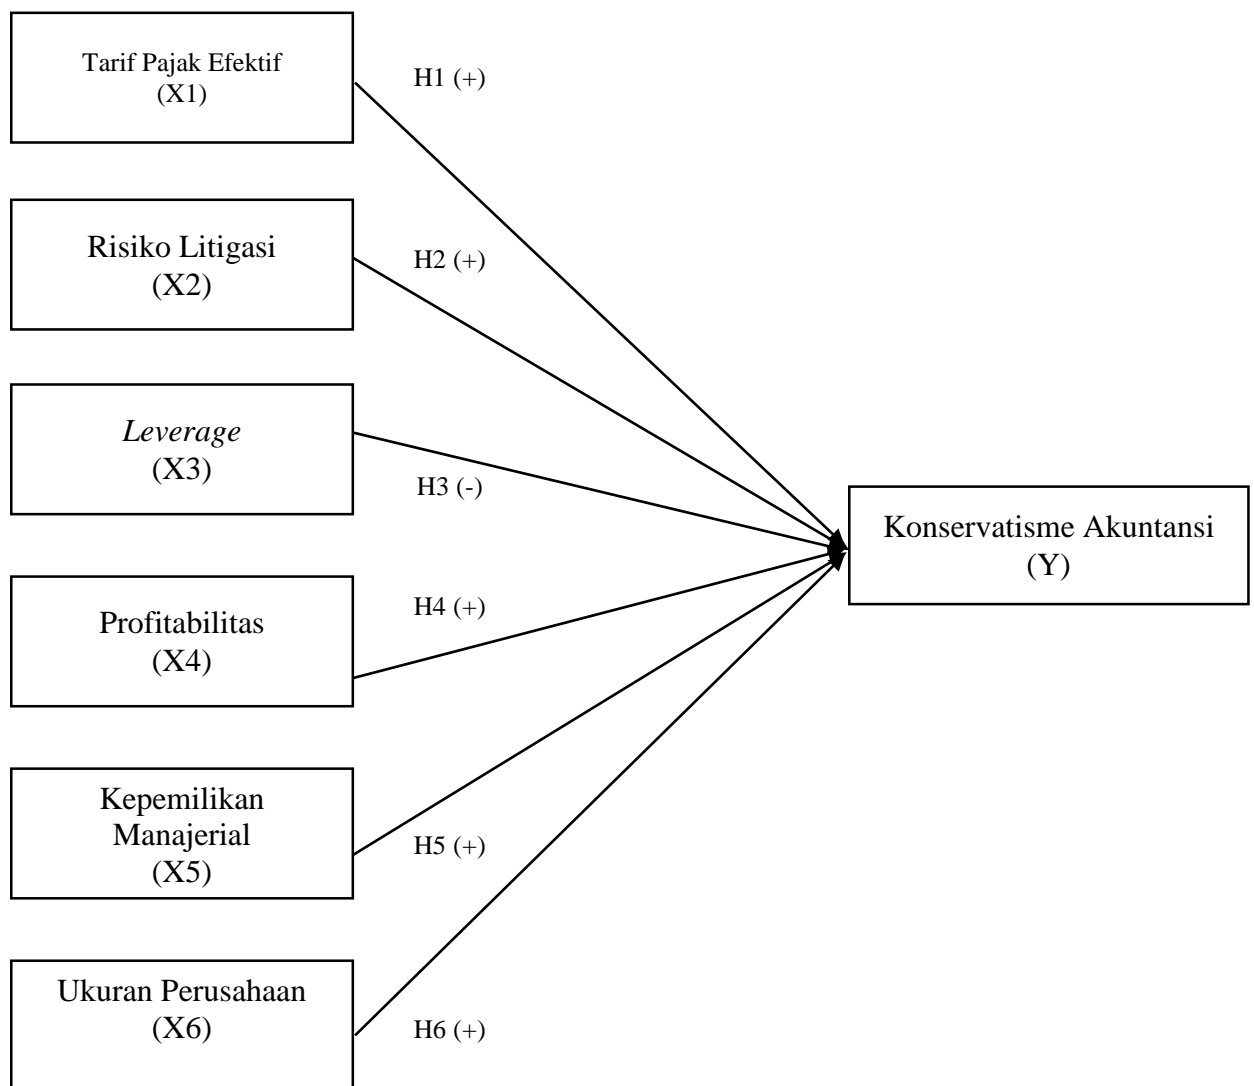 Tarif Pajak Efektif
(X1)
H1 (+)
Risiko Litigasi
(X2)
H2 (+)
Leverage
(X3)
H3 (-)
Konservatisme Akuntansi
(Y)
Profitabilitas
(X4)
H4 (+)
Kepemilikan
Manajerial
(X5)
H5 (+)
Ukuran Perusahaan
(X6)
H6 (+)